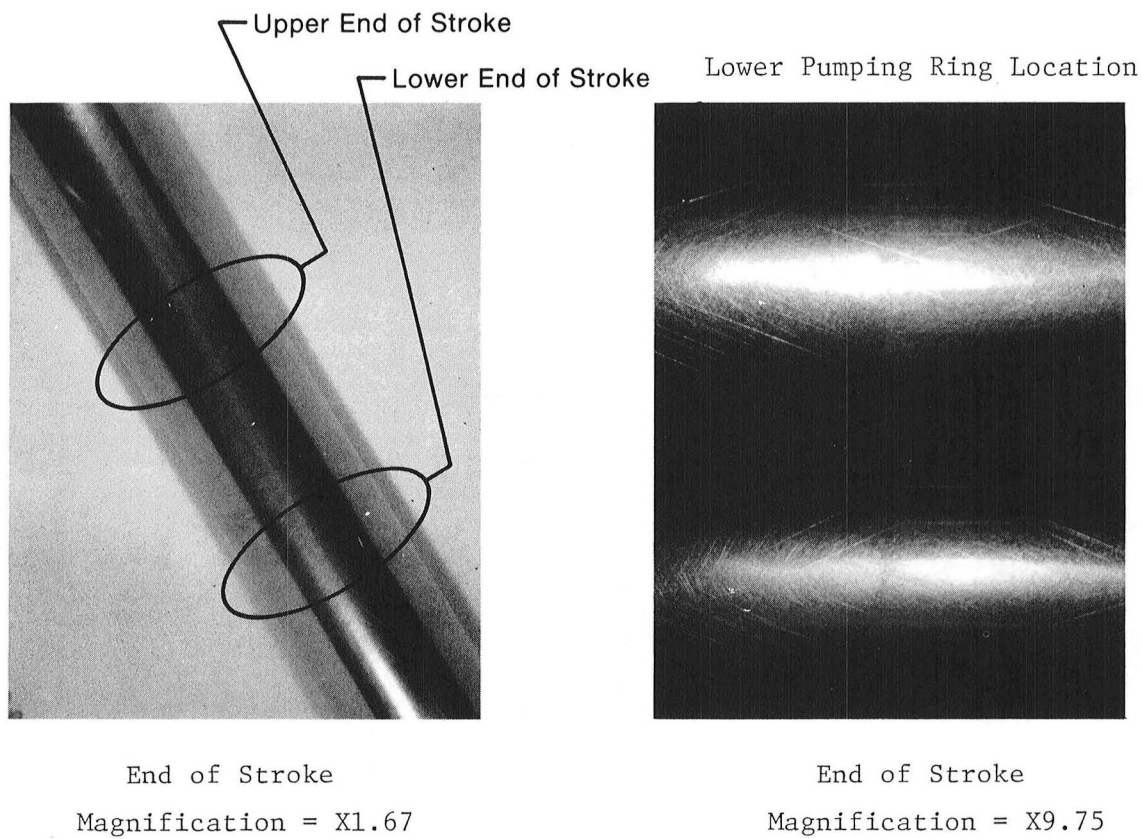 Upper End of Stroke
Lower End of Stroke
Lower Pumping Ring Location
End of Stroke
Magnification = X1.67
End of Stroke
Magnification = X9.75